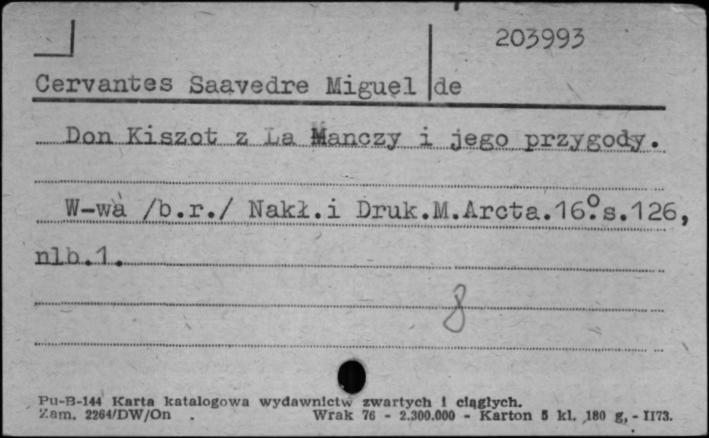 203993
Cervantes Saavedre Miguel de
Don Kiszot z La Manczy i jego przygody.
W-wa /b.r./ Nakł.i Druk.M.Arcta.16°.s.126,
nlb.1.
8
Pu-B-144 Karta katalogowa wydawnictw zwartych i ciągłych.
Zam. 2264/DW/On . Wrak 76 - 2.300.000 - Karton 5 kl. 180 g, - II73.